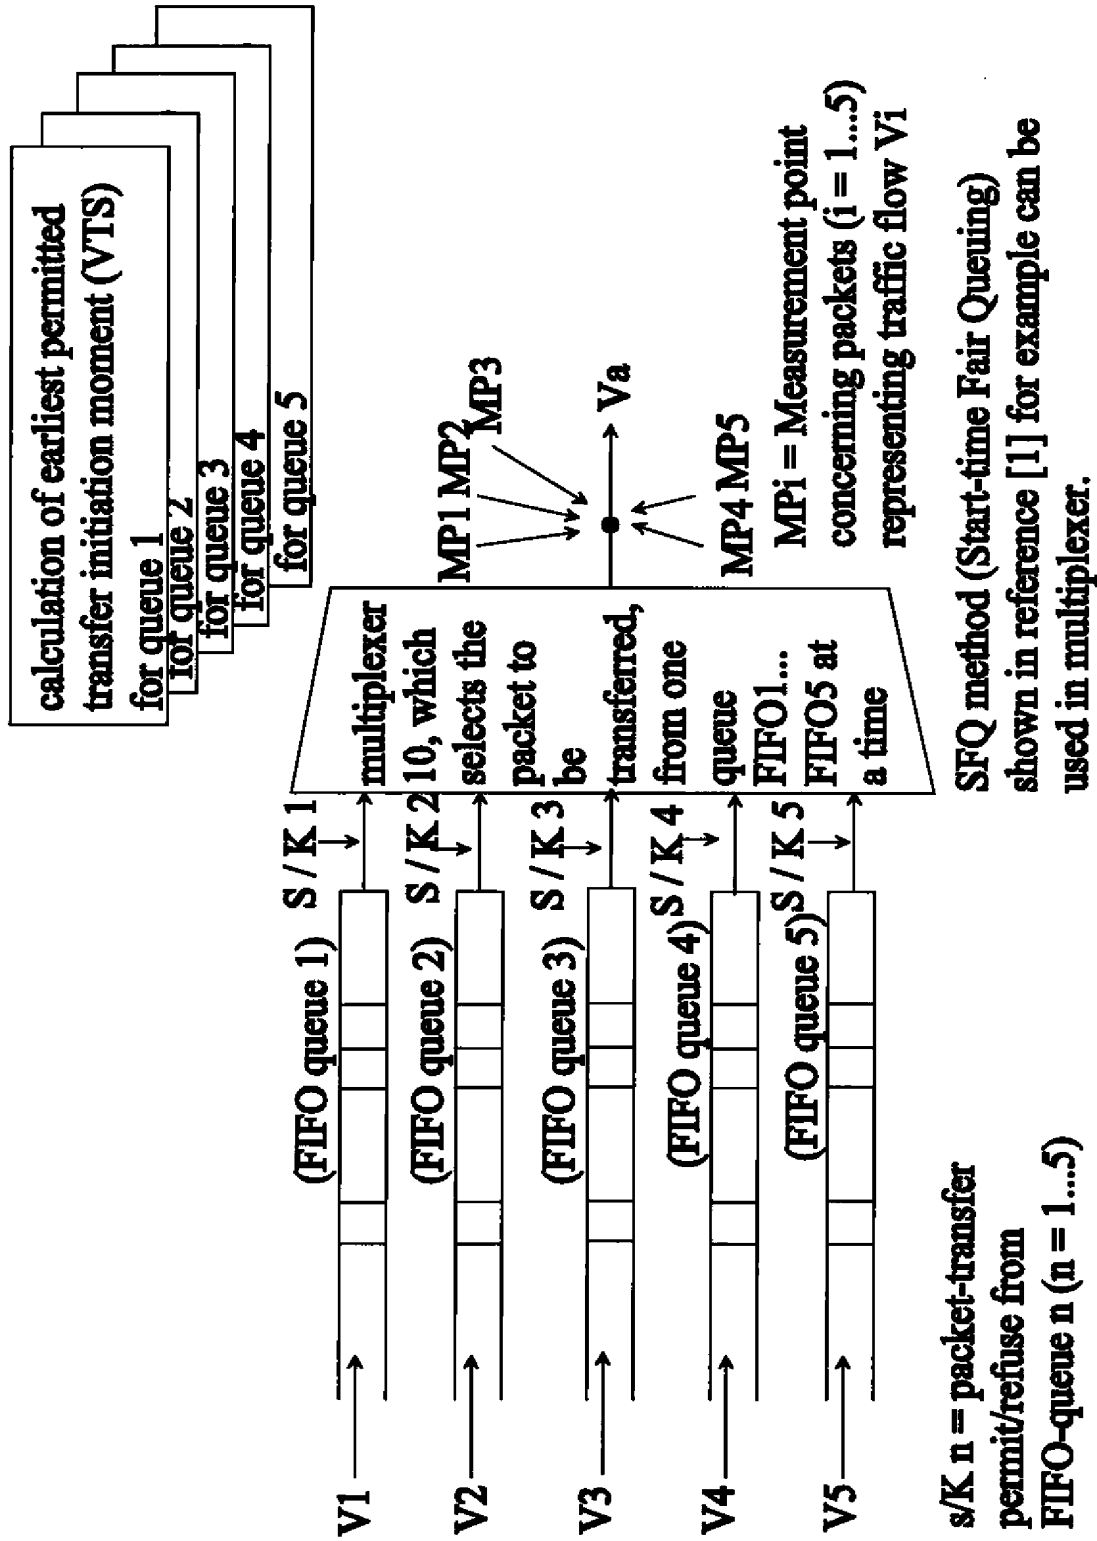 calculation of earliest permitted
transfer initiation moment (VTS)
for queue 1
for queue 2
for queue 3
for queue 4
for queue 5
S / K 1
(FIFO queue 1)
V1
S / K 2
(FIFO queue 2)
V2
S / K 3
(FIFO queue 3)
V3
S / K 4
(FIFO queue 4)
V4
S / K 5
(FIFO queue 5)
V5
multiplexer
10, which
selects the
packet to
be
transferred,
from one
queue
FIFO1...
FIFO5 at
a time
MP1 MP2
MP3
Va
MP4 MP5
MPi = Measurement point
concerning packets (i = 1...5)
representing traffic flow Vi
s/K n = packet-transfer
permit/refuse from
FIFO-queue n (n = 1...5)
SFQ method (Start-time Fair Queuing)
shown in reference [1] for example can be
used in multiplexer.